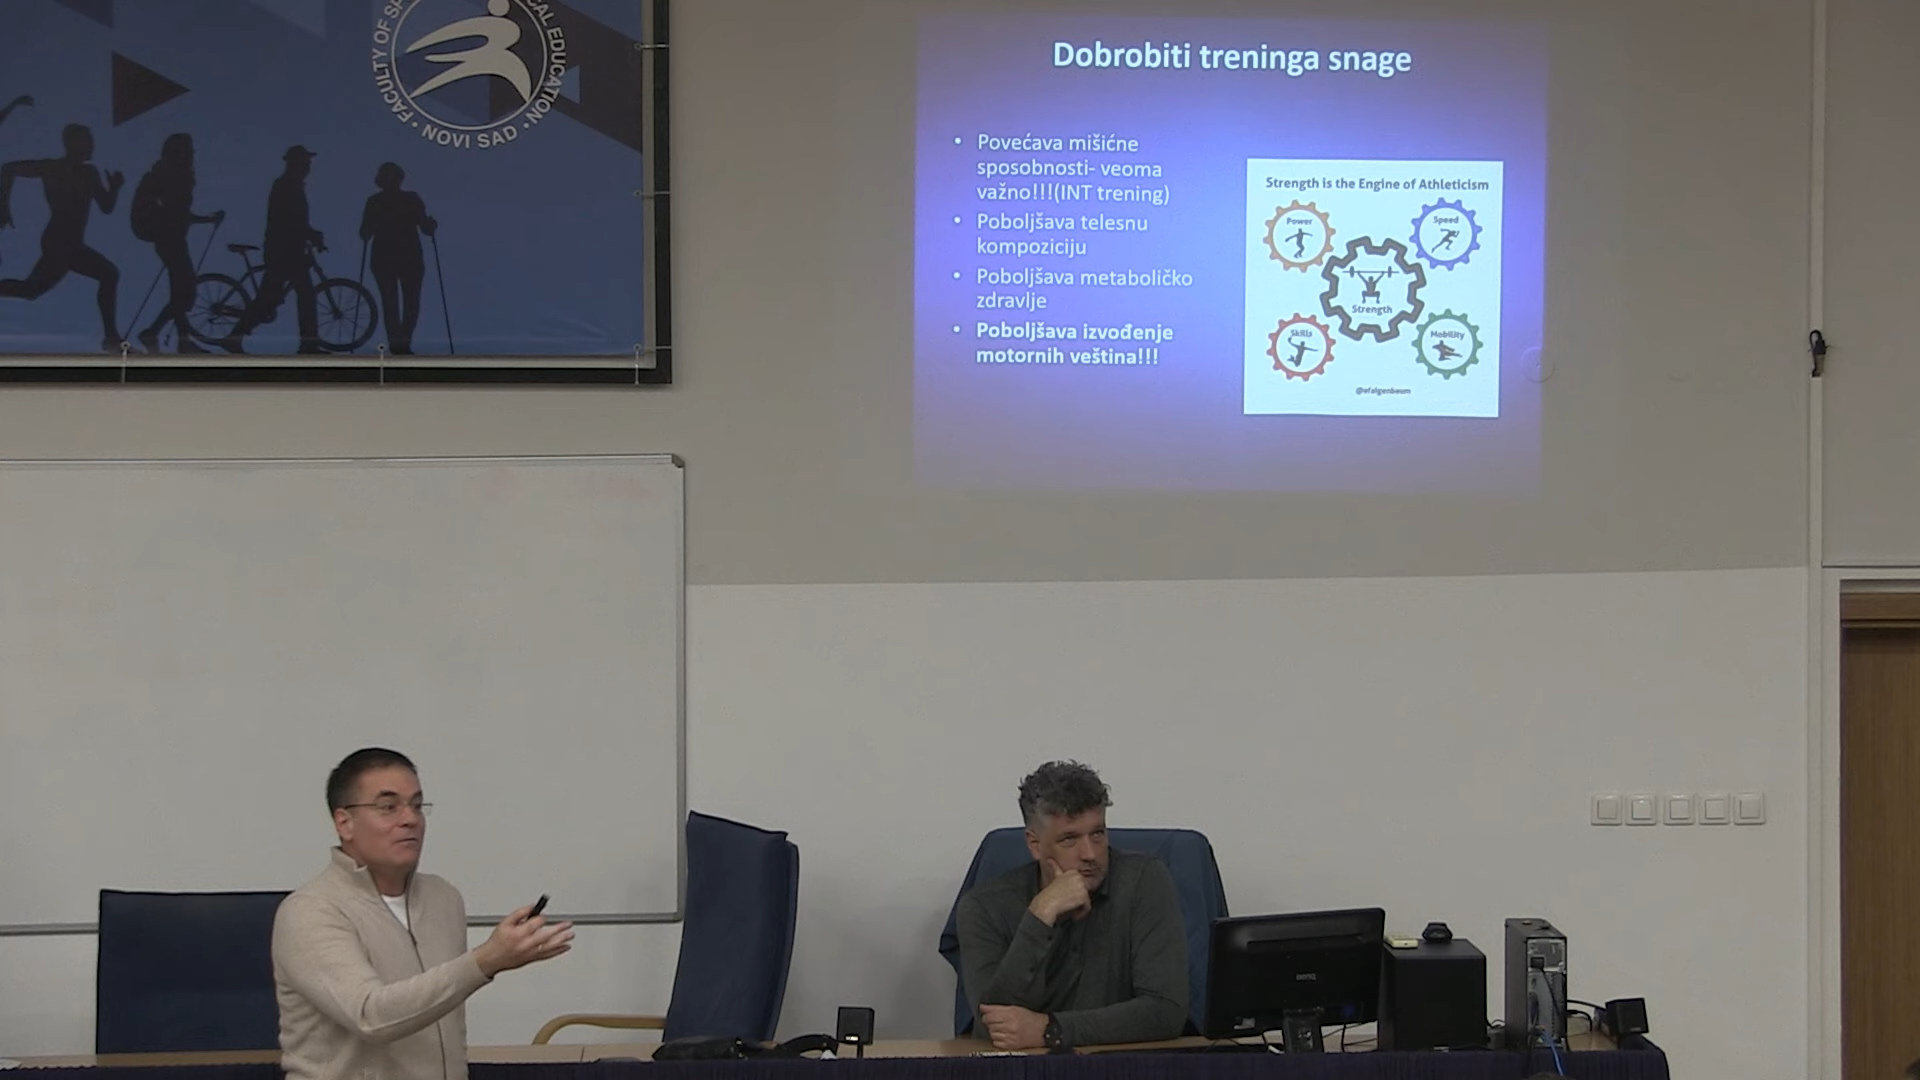 FACULTY OF SP
CAL EDUCATION
• NOVI SAD •
Dobrobiti treninga snage
• Povećava mišićne
sposobnosti- veoma
važno!!!(INT trening)
• Poboljšava telesnu
kompoziciju
• Poboljšava metaboličko
zdravlje
• Poboljšava izvođenje
motornih veština!!!
Strength is the Engine of Athleticism
Power
Speed
Strength
Skills
Mobility
BenQ